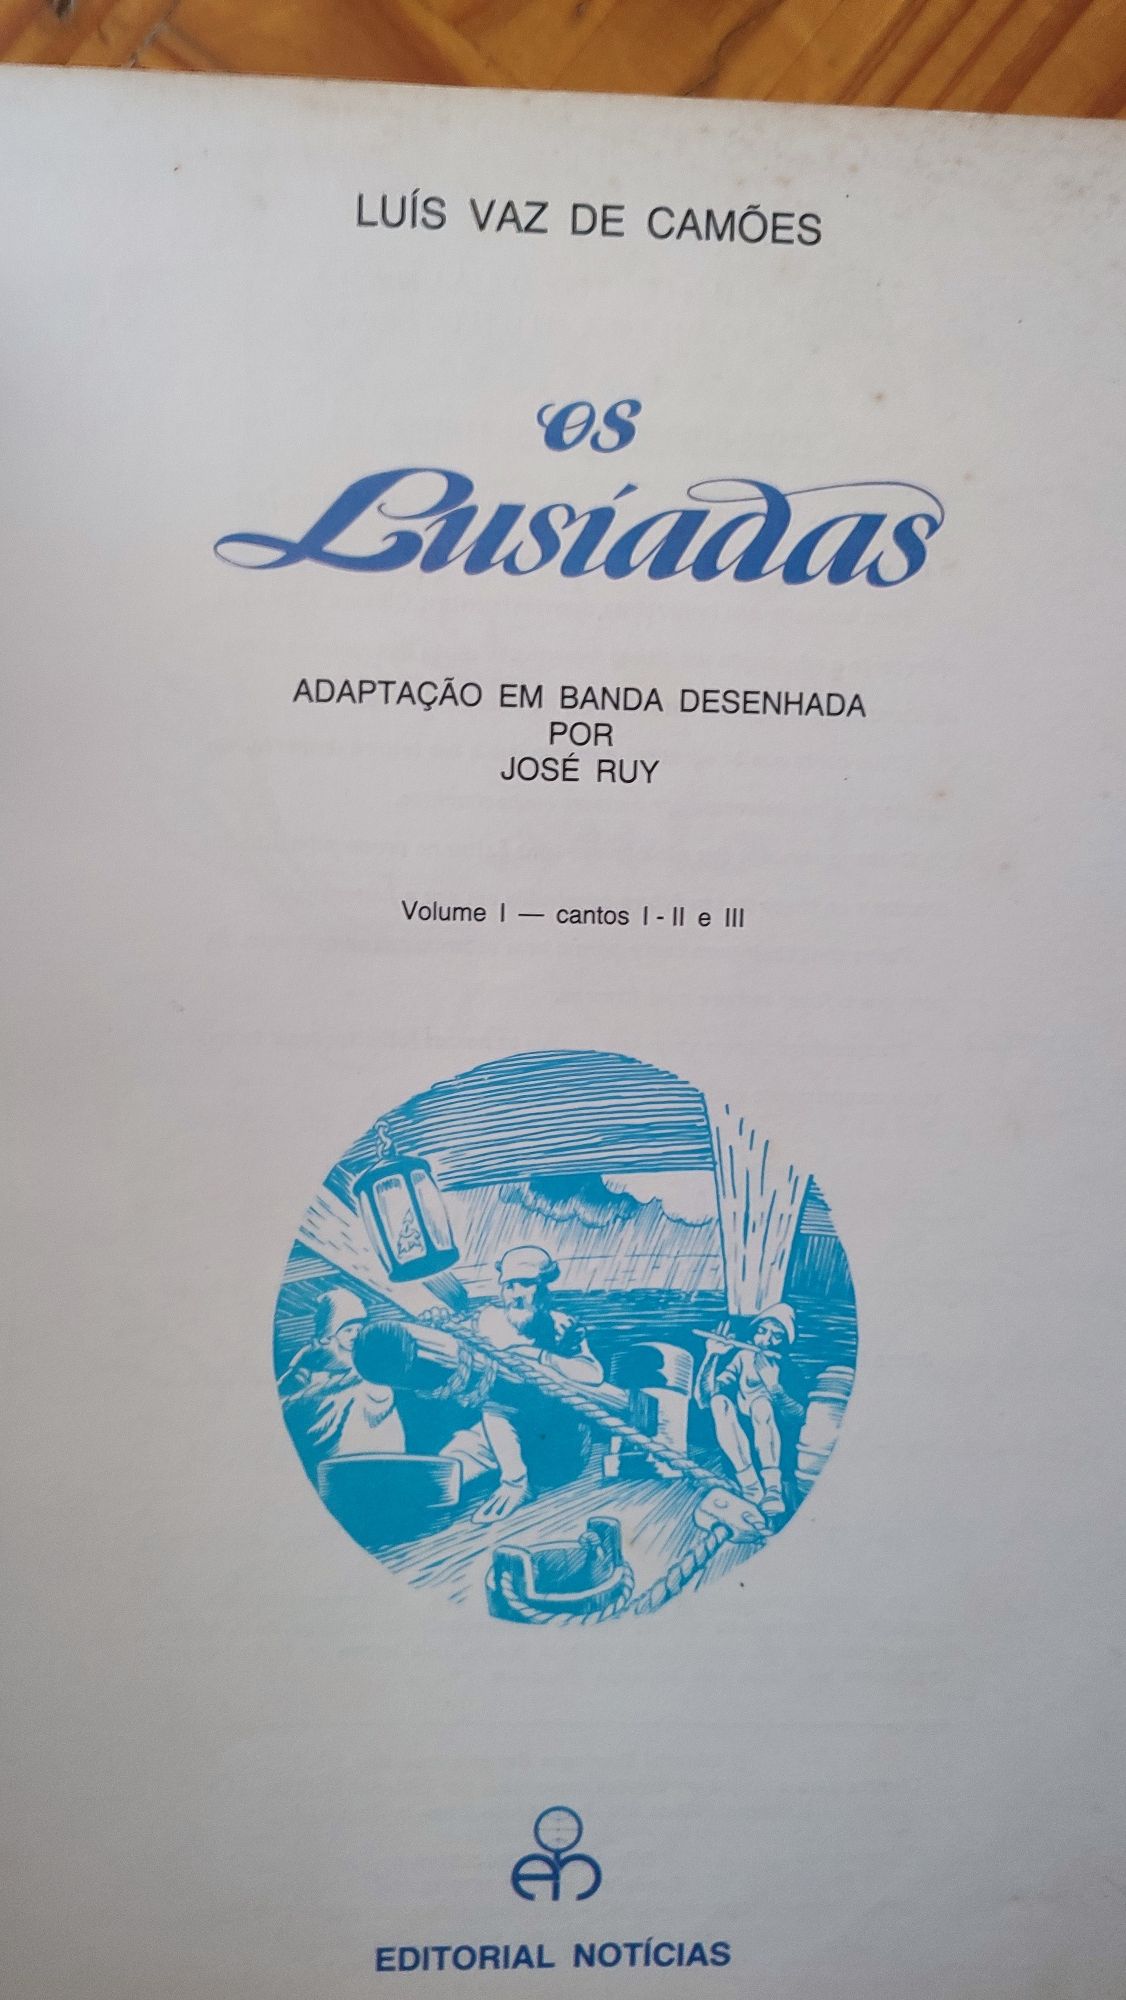 LUÍS VAZ DE CAMÕES
os
Lusíadas
ADAPTAÇÃO EM BANDA DESENHADA
POR
JOSÉ RUY
Volume I — cantos I - II e III
en
EDITORIAL NOTÍCIAS